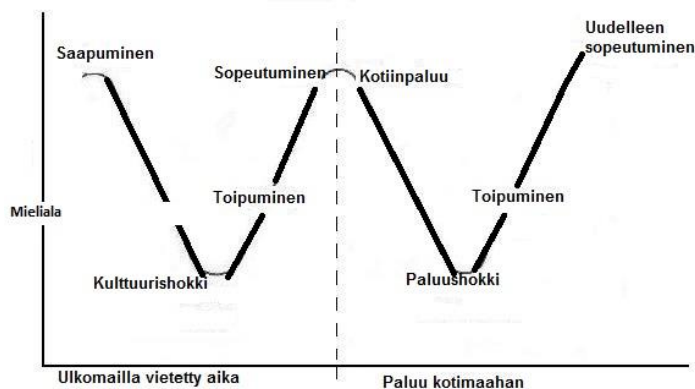 Uudelleen
sopeutuminen
Saapuminen
Sopeutuminen
Kotiinpaluu
Toipuminen
Toipuminen
Mieliala
Kulttuurishokki
Paluushokki
Ulkomailla vietetty aika
Paluu kotimaahan